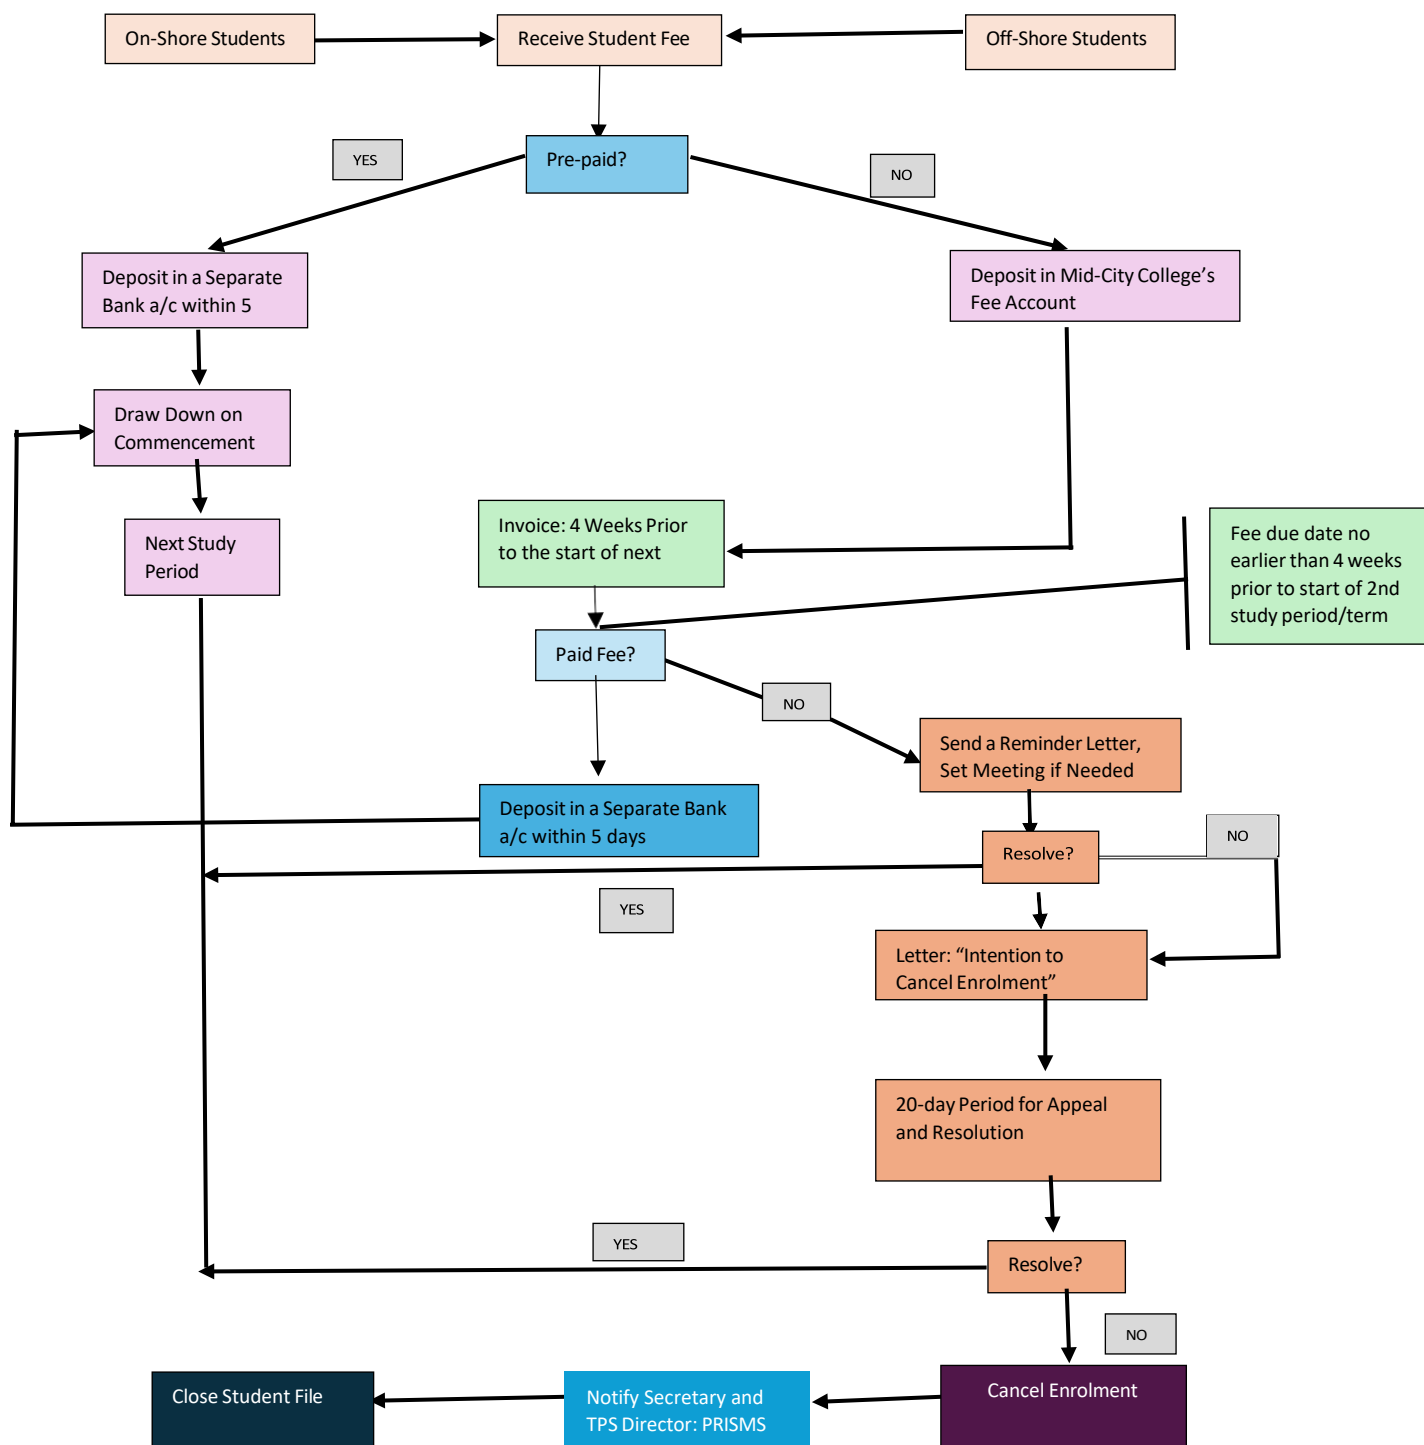 On-Shore Students
Receive Student Fee
Off-Shore Students
Pre-paid?
YES
NO
Deposit in a Separate
Bank a/c within 5
Deposit in Mid-City College’s
Fee Account
Draw Down on
Commencement
Next Study
Period
Invoice: 4 Weeks Prior
to the start of next
Fee due date no
earlier than 4 weeks
prior to start of 2nd
study period/term
Paid Fee?
NO
Send a Reminder Letter,
Set Meeting if Needed
Deposit in a Separate Bank
a/c within 5 days
Resolve?
NO
YES
Letter: “Intention to
Cancel Enrolment”
20-day Period for Appeal
and Resolution
YES
Resolve?
NO
Close Student File
Notify Secretary and
TPS Director: PRISMS
Cancel Enrolment